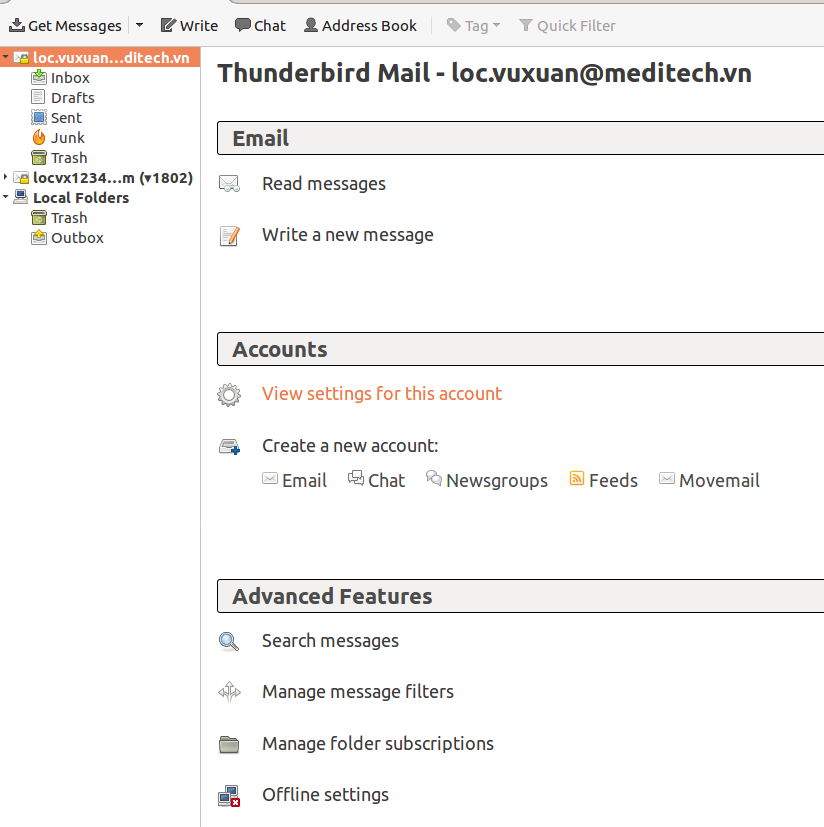 Get Messages Write Chat Address Book Tag Quick Filter
loc.vuxuan...ditech.vn
Inbox
Drafts
Sent
Junk
Trash
locvx1234...m (▾1802)
Local Folders
Trash
Outbox
Thunderbird Mail - loc.vuxuan@meditech.vn
Email
Read messages
Write a new message
Accounts
View settings for this account
Create a new account:
Email Chat Newsgroups Feeds Movemail
Advanced Features
Search messages
Manage message filters
Manage folder subscriptions
Offline settings